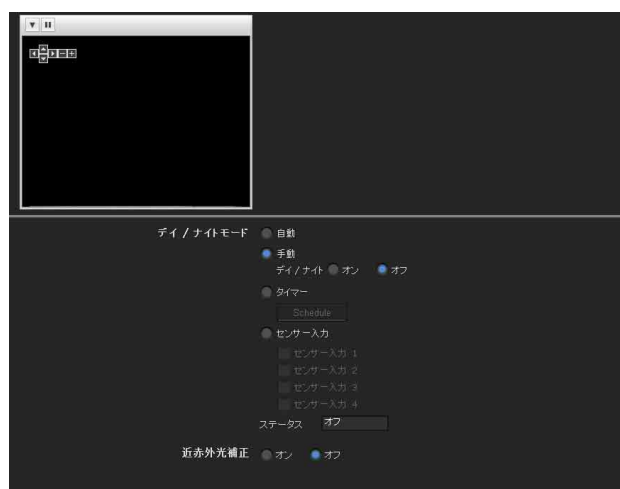 デイ / ナイトモード 自動
手動
デイ / ナイト オン オフ
タイマー
Schedule
センサー入力
センサー入力 1
センサー入力 2
センサー入力 3
センサー入力 4
ステータス オフ
近赤外光補正 オン オフ